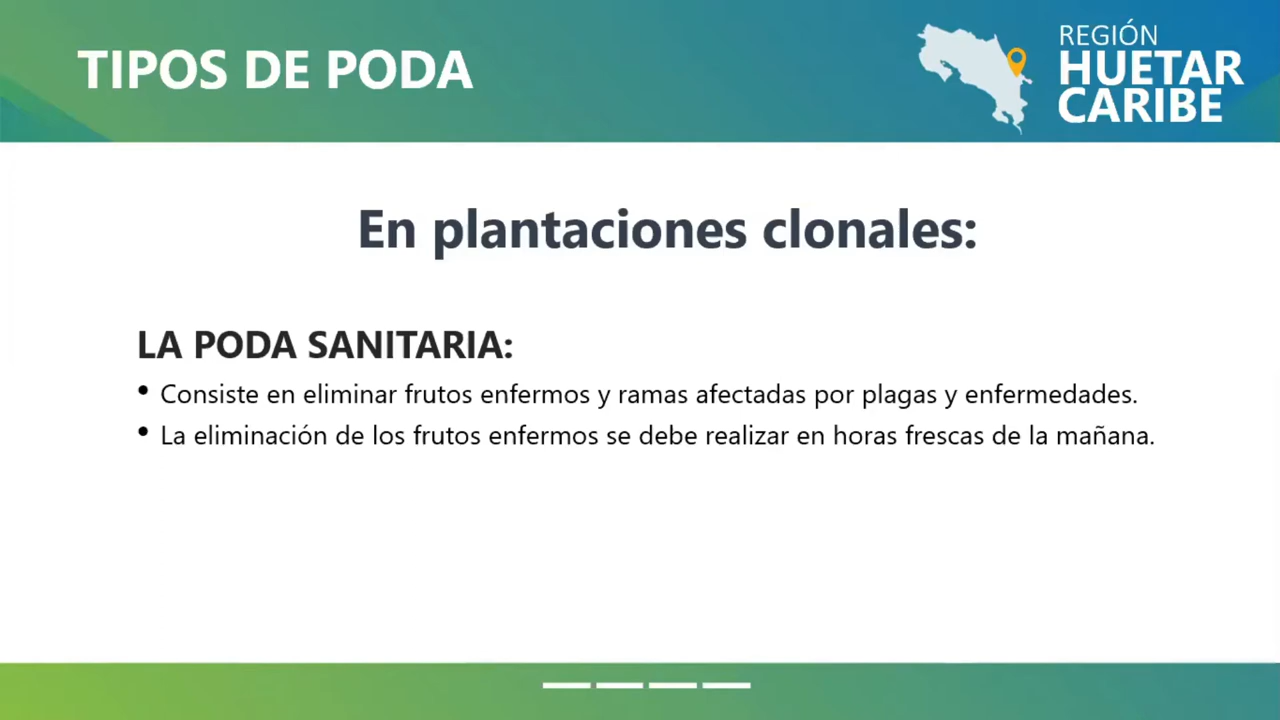 TIPOS DE PODA
REGIÓN
HUETAR
CARIBE
En plantaciones clonales:
LA PODA SANITARIA:
• Consiste en eliminar frutos enfermos y ramas afectadas por plagas y enfermedades.
• La eliminación de los frutos enfermos se debe realizar en horas frescas de la mañana.